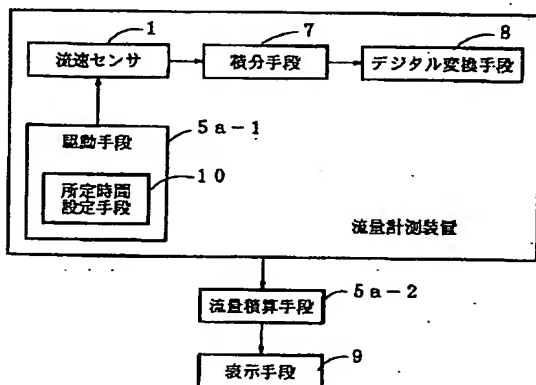 1
7
8
流速センサ
積分手段
デジタル変換手段
5a-1
駆動手段
10
所定時間
設定手段
流量計測装置
5a-2
流量積算手段
9
表示手段